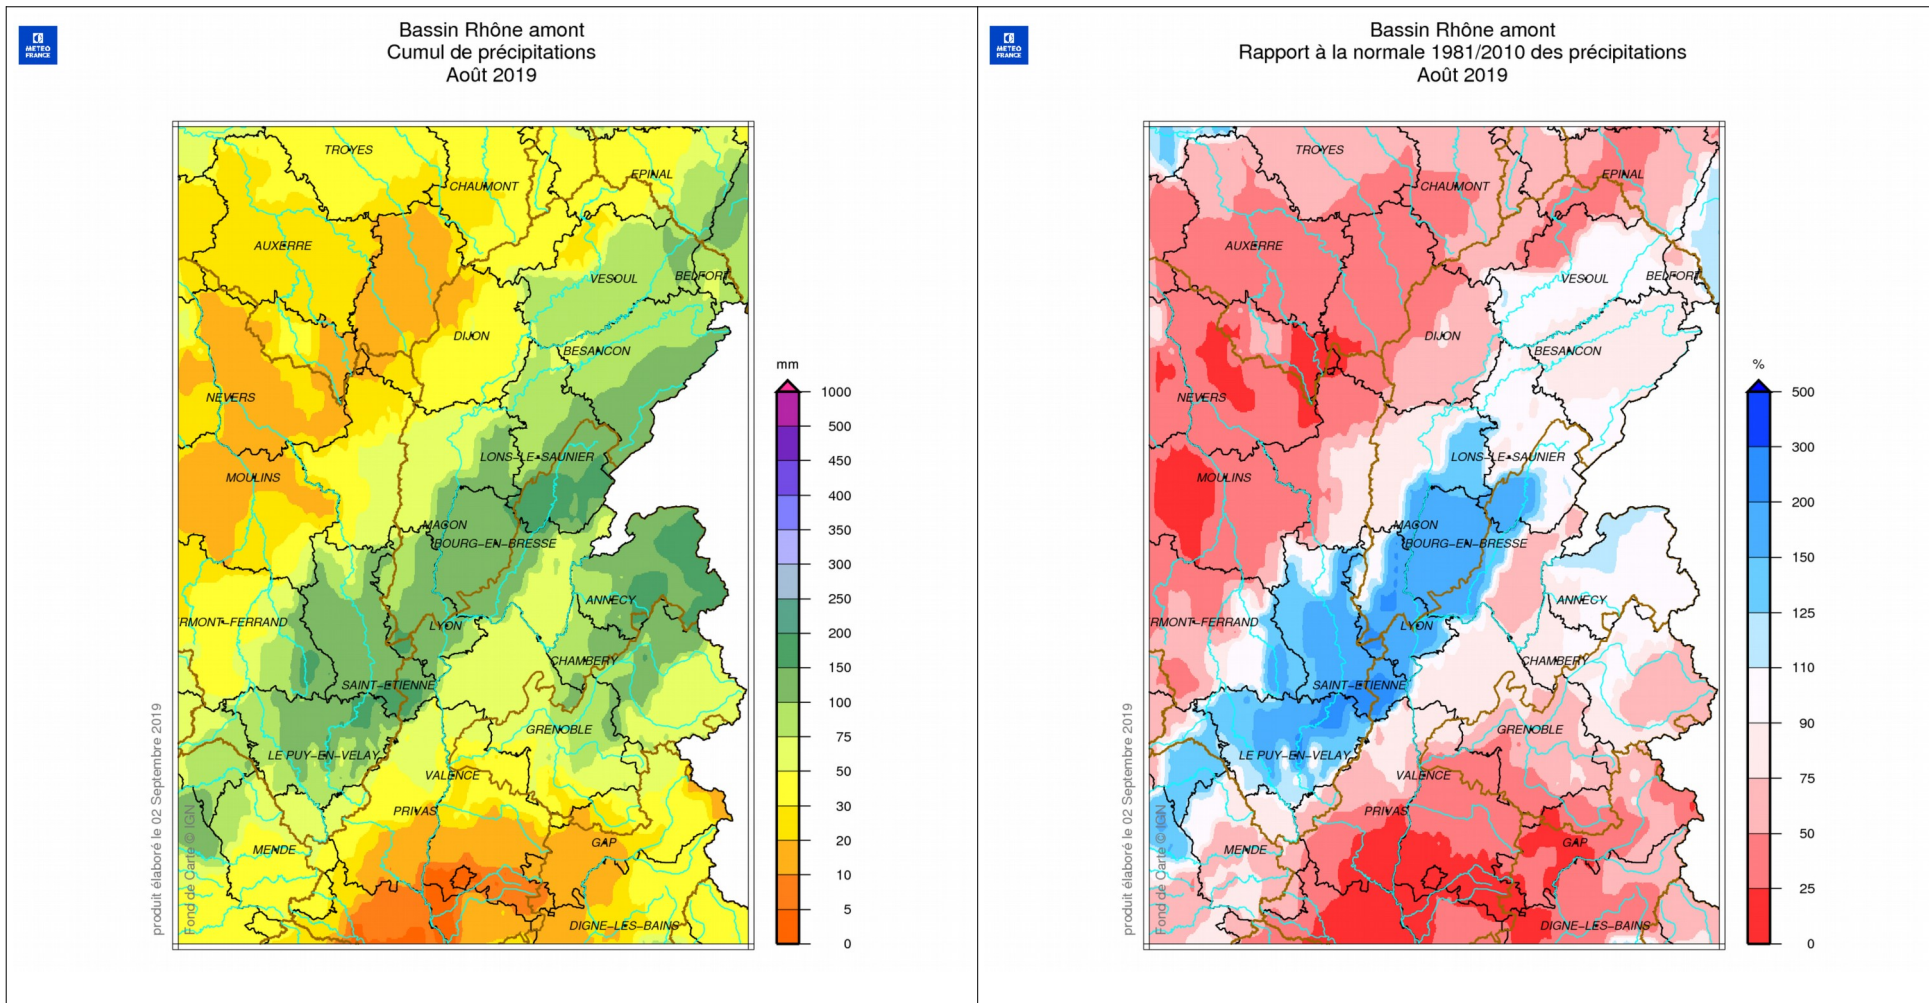 METEO
FRANCE
Bassin Rhône amont
Cumul de précipitations
Août 2019
TROYES
CHAUMONT
EPINAL
AUXERRE
VESOUL
BELFORT
DIJON
BESANCON
NEVERS
LONS-LE-SAUNIER
MOULINS
MACON
BOURG-EN-BRESSE
ANNECY
RMONT-FERRAND
LYON
CHAMBERY
SAINT-ETIENNE
GRENOBLE
LE PUY-EN-VELAY
VALENCE
PRIVAS
GAP
MENDE
DIGNE-LES-BAINS
mm
1000
500
450
400
350
300
250
200
150
100
75
50
30
20
10
5
0
produit élaboré le 02 Septembre 2019
Fond de Carte © IGN
METEO
FRANCE
Bassin Rhône amont
Rapport à la normale 1981/2010 des précipitations
Août 2019
TROYES
CHAUMONT
EPINAL
AUXERRE
VESOUL
BELFORT
DIJON
BESANCON
NEVERS
LONS-LE-SAUNIER
MOULINS
MACON
BOURG-EN-BRESSE
ANNECY
RMONT-FERRAND
LYON
CHAMBERY
SAINT-ETIENNE
GRENOBLE
LE PUY-EN-VELAY
VALENCE
PRIVAS
GAP
MENDE
DIGNE-LES-BAINS
%
500
300
200
150
125
110
90
75
50
25
0
produit élaboré le 02 Septembre 2019
Fond de Carte © IGN